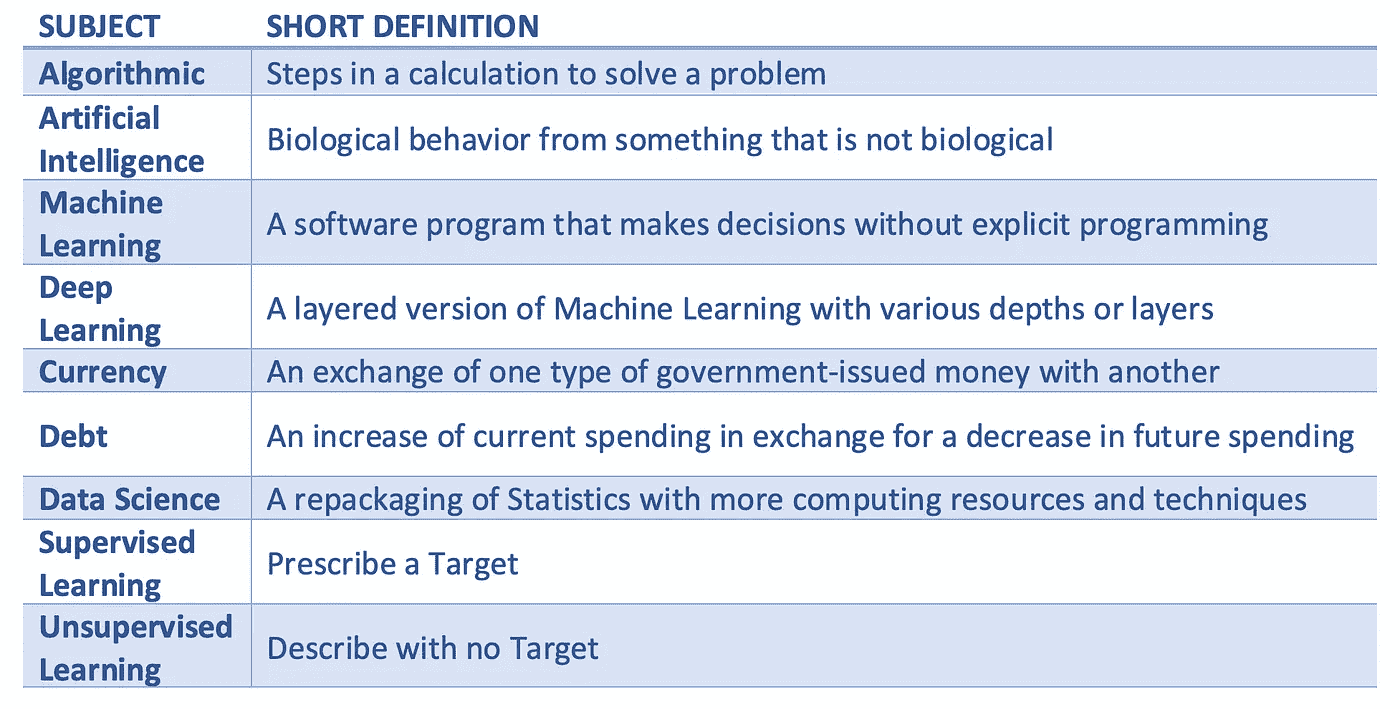 SUBJECT SHORT DEFINITION
Algorithmic Steps in a calculation to solve a problem
Artificial
Intelligence
Biological behavior from something that is not biological
Machine
Learning
A software program that makes decisions without explicit programming
Deep
Learning
A layered version of Machine Learning with various depths or layers
Currency An exchange of one type of government-issued money with another
Debt An increase of current spending in exchange for a decrease in future spending
Data Science A repackaging of Statistics with more computing resources and techniques
Supervised
Learning
Prescribe a Target
Unsupervised
Learning
Describe with no Target